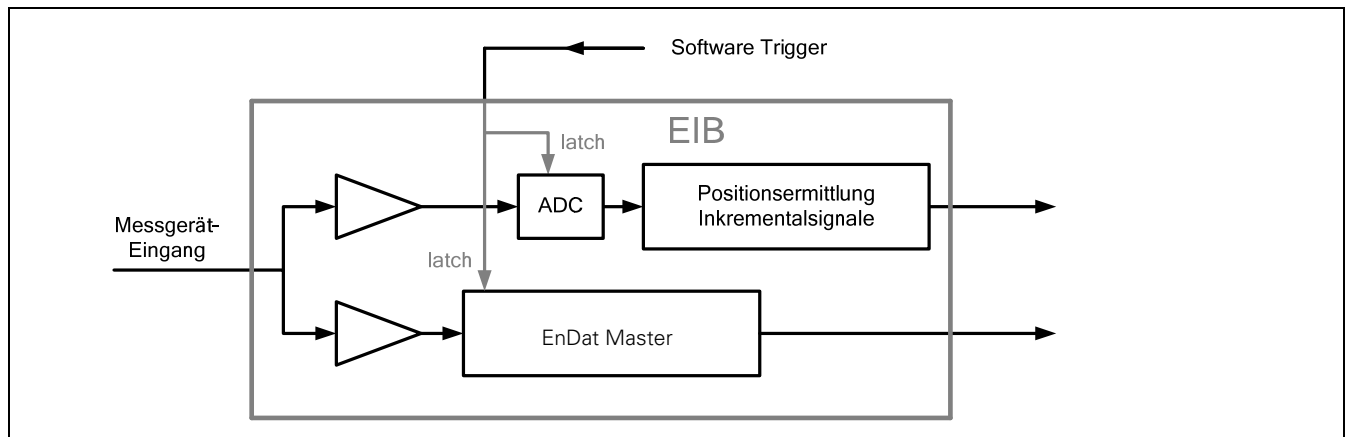 Software Trigger
EIB
latch
ADC
Positionsermittlung
Inkrementalsignale
Messgerät-
Eingang
latch
EnDat Master